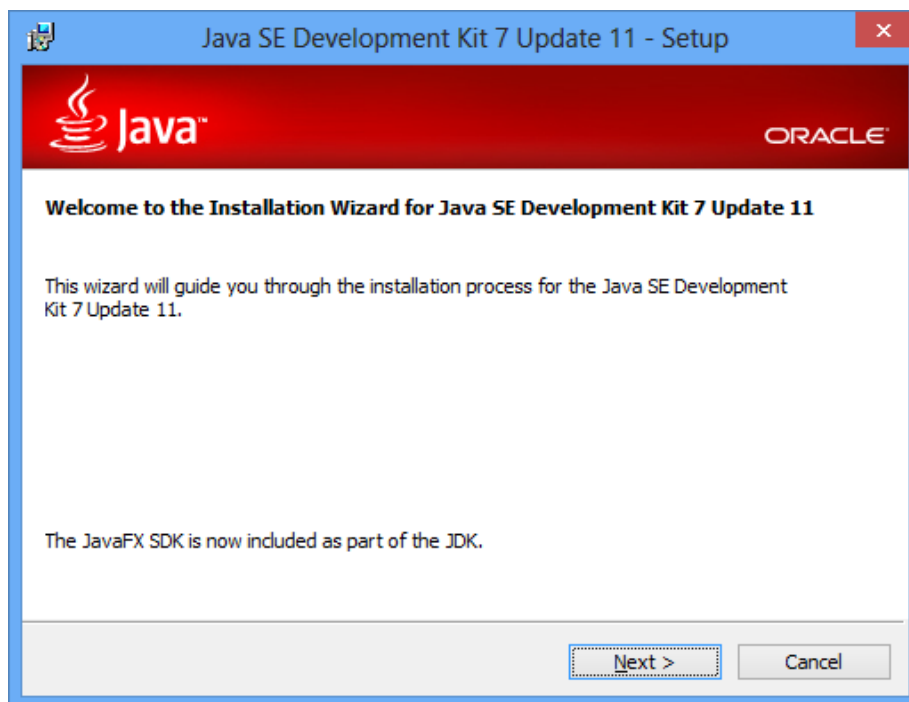 Java SE Development Kit 7 Update 11 - Setup
Java™
ORACLE®
Welcome to the Installation Wizard for Java SE Development Kit 7 Update 11
This wizard will guide you through the installation process for the Java SE Development
Kit 7 Update 11.
The JavaFX SDK is now included as part of the JDK.
Next >
Cancel